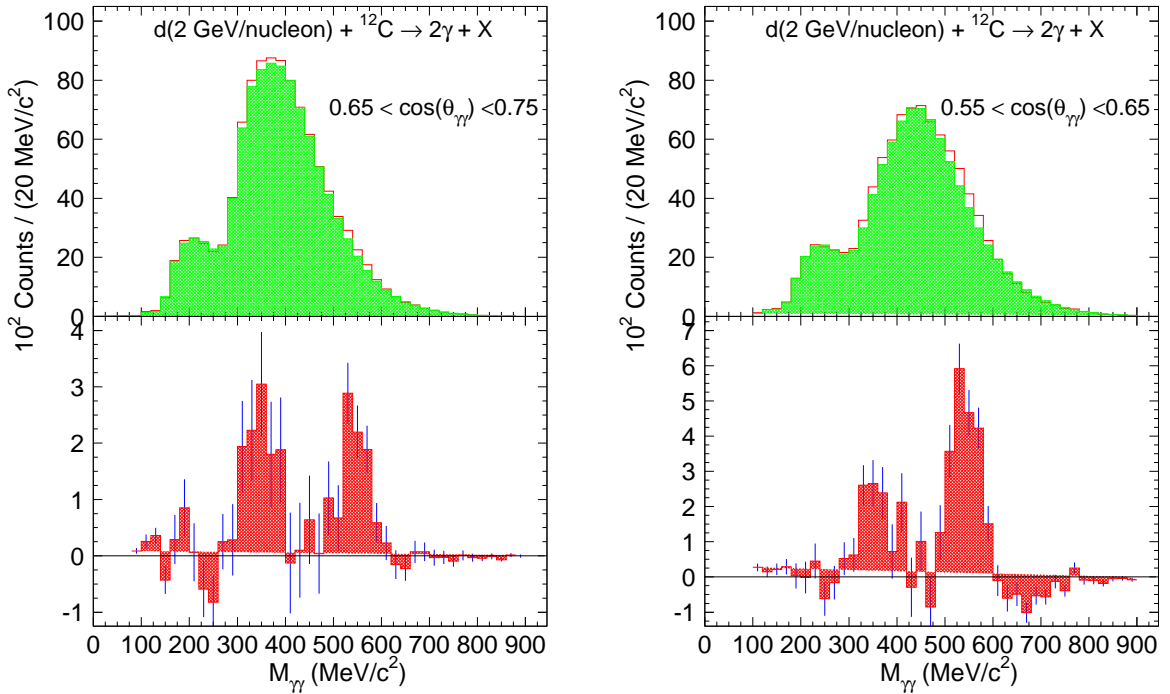 d(2 GeV/nucleon) + ¹²C → 2γ + X
0.65 < cos(θγγ) <0.75
10² Counts / (20 MeV/c²)
100
80
60
40
20
0
4
3
2
1
0
-1
0 100 200 300 400 500 600 700 800 900
Mγγ (MeV/c²)
d(2 GeV/nucleon) + ¹²C → 2γ + X
0.55 < cos(θγγ) <0.65
10² Counts / (20 MeV/c²)
100
80
60
40
20
0
7
6
5
4
3
2
1
0
-1
0 100 200 300 400 500 600 700 800 900
Mγγ (MeV/c²)